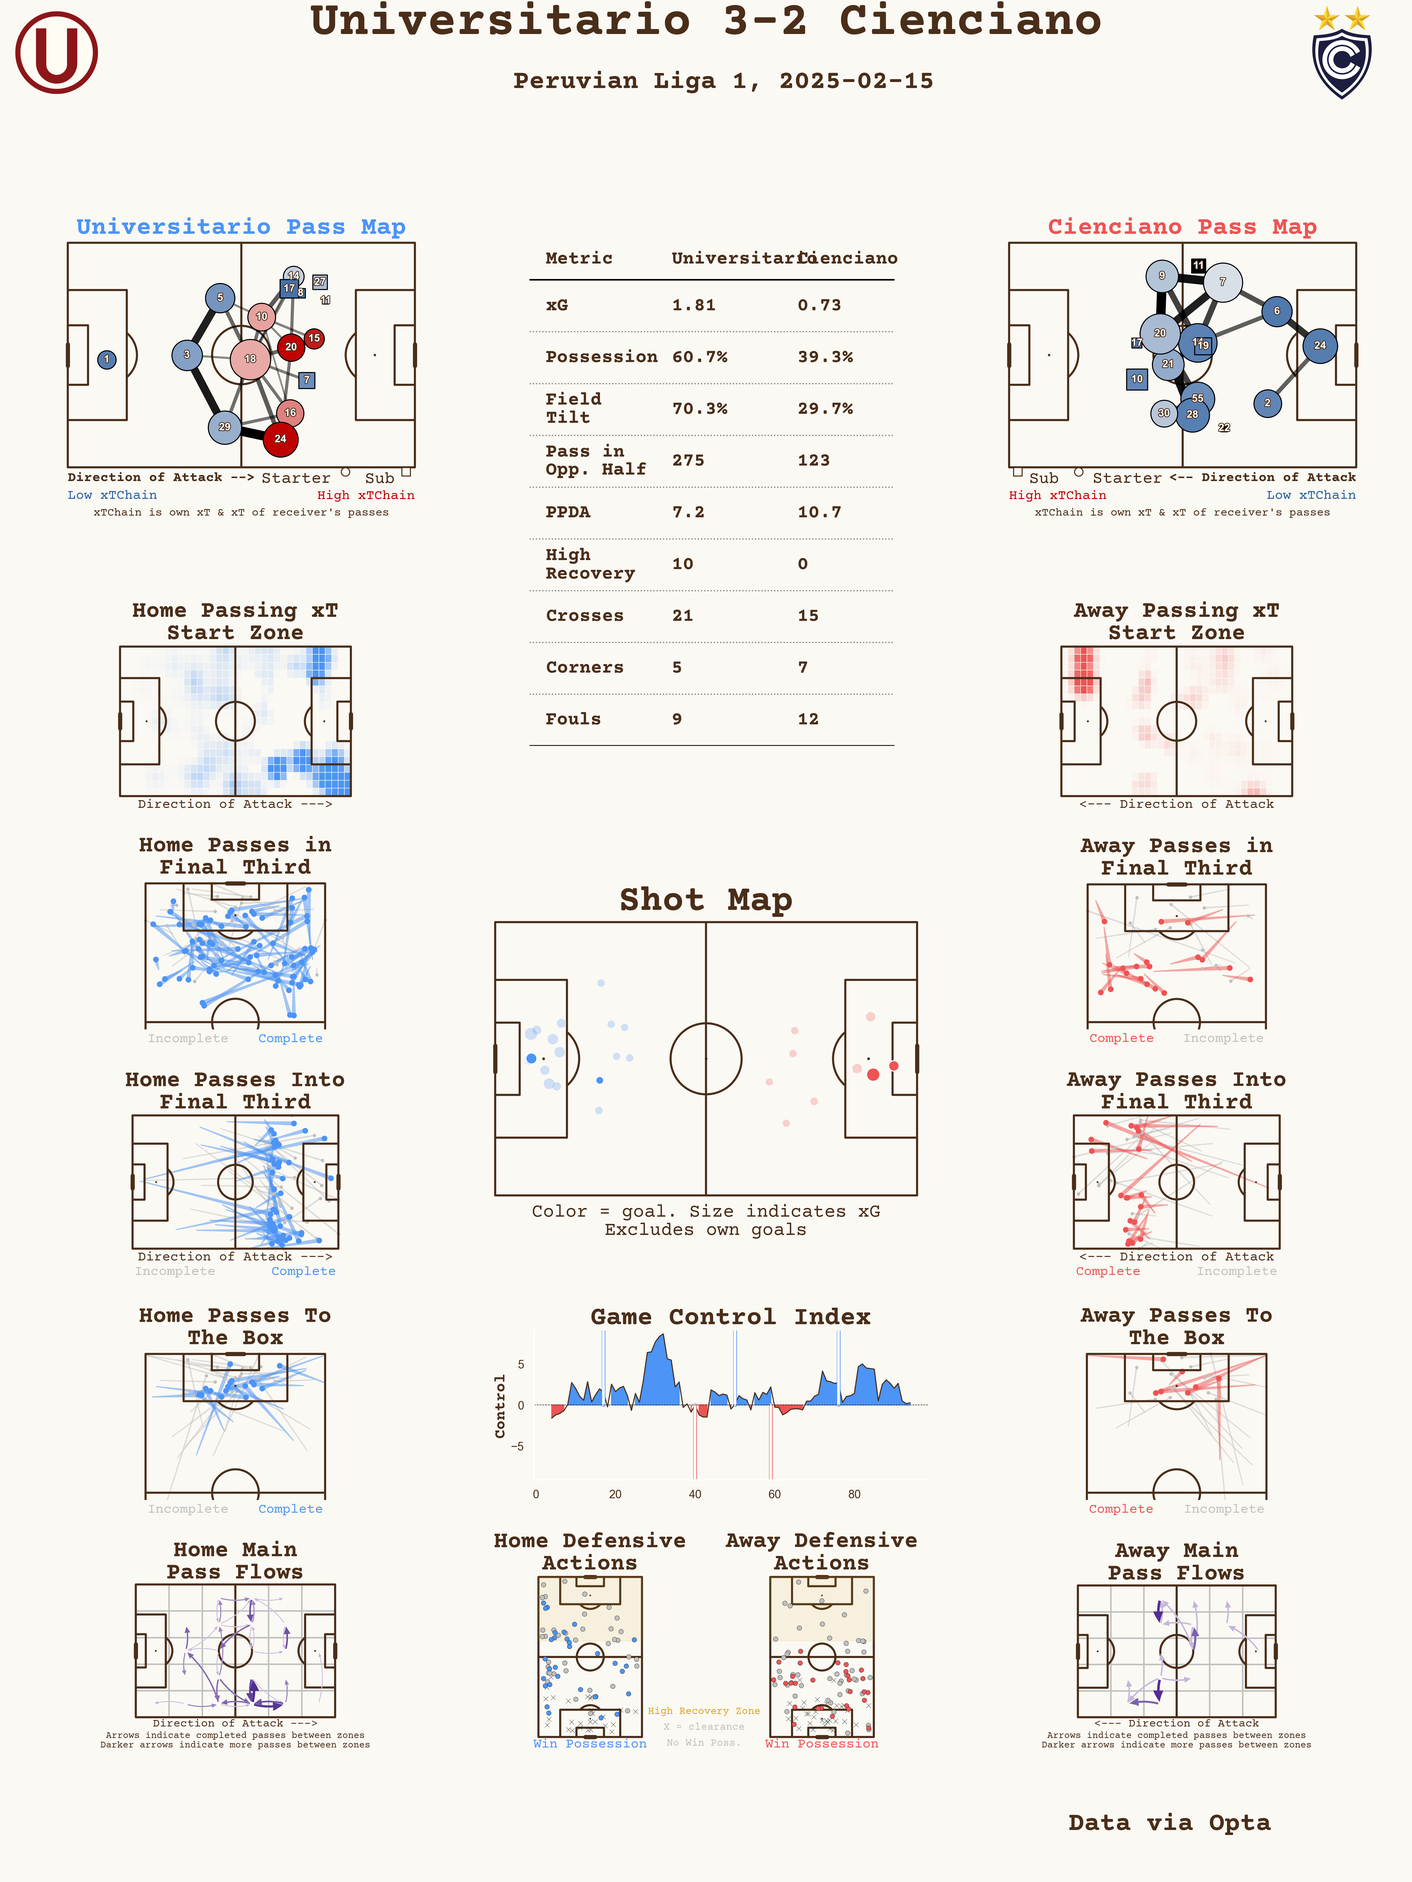 Universitario 3-2 Cienciano
Peruvian Liga 1, 2025-02-15
U
C
Universitario Pass Map
1
3
5
29
18
10
20
15
14
17
8
27
11
7
16
24
Direction of Attack --> Starter Sub
Low xTChain High xTChain
xTChain is own xT & xT of receiver's passes
Metric Universitario Cienciano
xG 1.81 0.73
Possession 60.7% 39.3%
Field
Tilt 70.3% 29.7%
Pass in
Opp. Half 275 123
PPDA 7.2 10.7
High
Recovery 10 0
Crosses 21 15
Corners 5 7
Fouls 9 12
Cienciano Pass Map
9
11
7
6
24
20
17
19
21
10
55
30
28
22
2
Sub Starter <-- Direction of Attack
High xTChain Low xTChain
xTChain is own xT & xT of receiver's passes
Home Passing xT
Start Zone
Direction of Attack --->
Away Passing xT
Start Zone
<--- Direction of Attack
Home Passes in
Final Third
Incomplete Complete
Away Passes in
Final Third
Complete Incomplete
Shot Map
Color = goal. Size indicates xG
Excludes own goals
Home Passes Into
Final Third
Direction of Attack --->
Incomplete Complete
Away Passes Into
Final Third
<--- Direction of Attack
Complete Incomplete
Game Control Index
Control
5
0
−5
0 20 40 60 80
Home Passes To
The Box
Incomplete Complete
Away Passes To
The Box
Complete Incomplete
Home Main
Pass Flows
Direction of Attack --->
Arrows indicate completed passes between zones
Darker arrows indicate more passes between zones
Home Defensive
Actions
Win Possession
High Recovery Zone
X = clearance
No Win Poss.
Away Defensive
Actions
Win Possession
Away Main
Pass Flows
<--- Direction of Attack
Arrows indicate completed passes between zones
Darker arrows indicate more passes between zones
Data via Opta